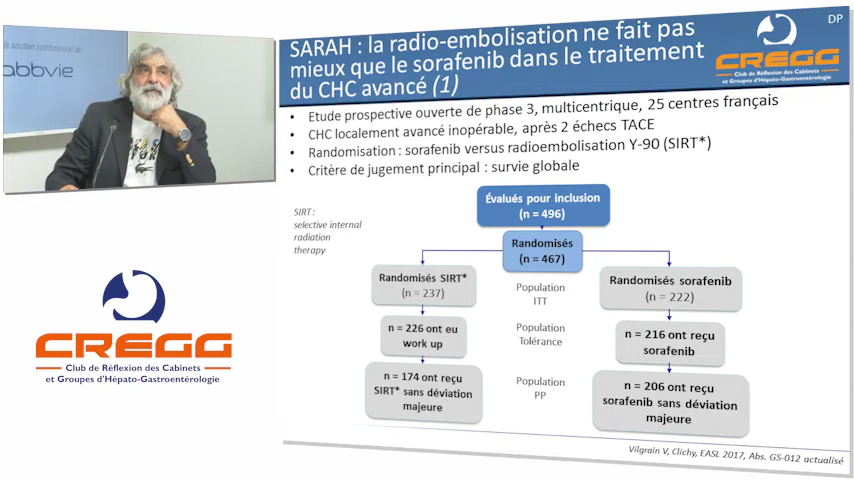 le soutien institutionnel de
abbvie
SARAH : la radio-embolisation ne fait pas
mieux que le sorafenib dans le traitement
du CHC avancé (1)
DP
CREGG
Club de Réflexion des Cabinets
et Groupes d'Hépato-Gastroentérologie
• Etude prospective ouverte de phase 3, multicentrique, 25 centres français
• CHC localement avancé inopérable, après 2 échecs TACE
• Randomisation : sorafenib versus radioembolisation Y-90 (SIRT*)
• Critère de jugement principal : survie globale
SIRT :
selective internal
radiation
therapy
Évalués pour inclusion
(n = 496)
Randomisés
(n = 467)
Randomisés SIRT*
(n = 237)
Population
ITT
Randomisés sorafenib
(n = 222)
n = 226 ont eu
work up
Population
Tolérance
n = 216 ont reçu
sorafenib
n = 174 ont reçu
SIRT* sans déviation
majeure
Population
PP
n = 206 ont reçu
sorafenib sans déviation
majeure
Vilgrain V, Clichy, EASL 2017, Abs. GS-012 actualisé
CREGG
Club de Réflexion des Cabinets
et Groupes d'Hépato-Gastroentérologie